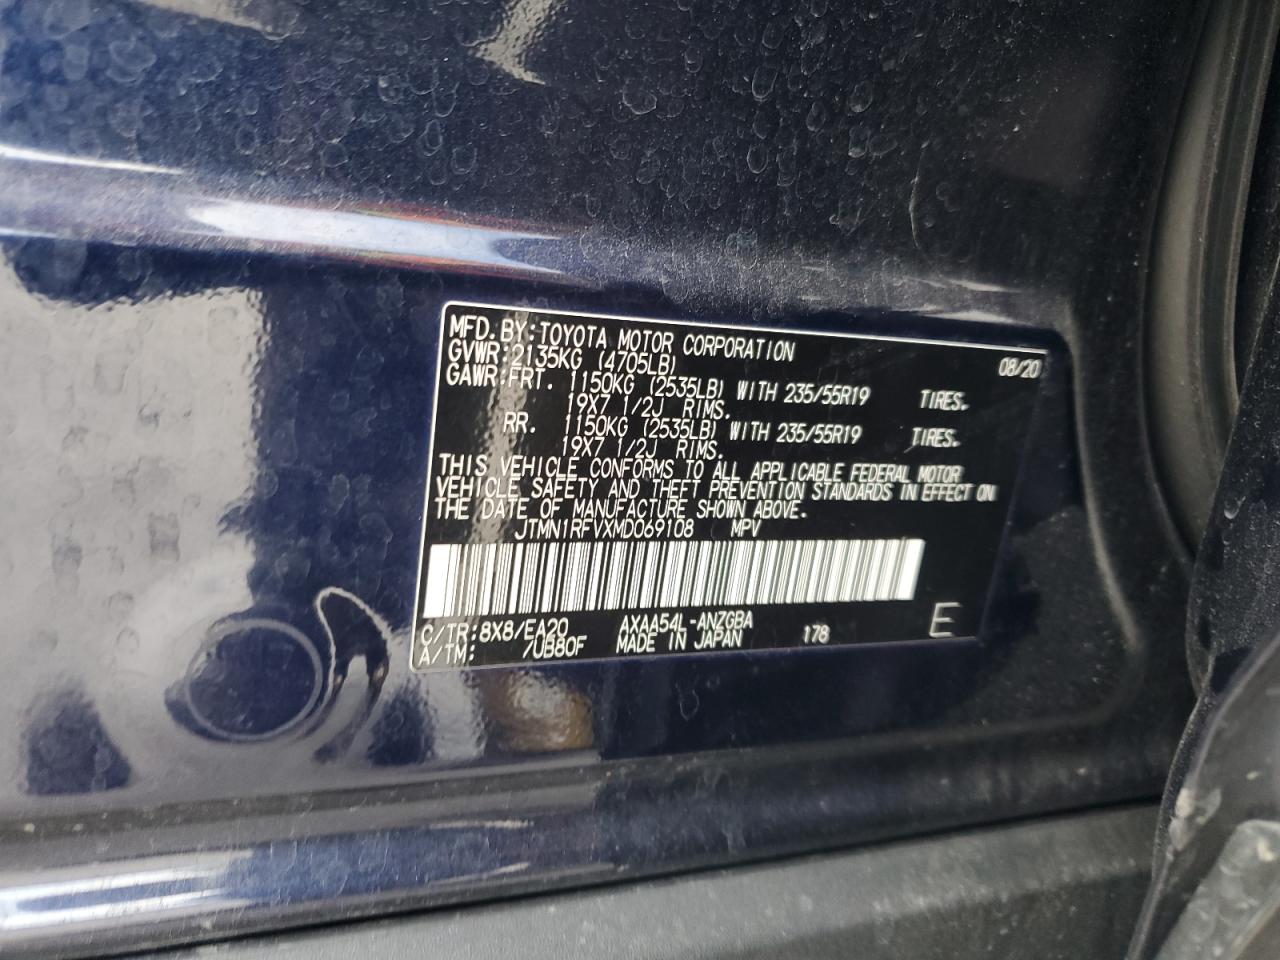 MFD. BY: TOYOTA MOTOR CORPORATION 08/20
GVWR: 2135KG (4705LB)
GAWR: FRT. 1150KG (2535LB) WITH 235/55R19 TIRES.
19X7 1/2J RIMS.
RR. 1150KG (2535LB) WITH 235/55R19 TIRES.
19X7 1/2J RIMS.
THIS VEHICLE CONFORMS TO ALL APPLICABLE FEDERAL MOTOR
VEHICLE SAFETY AND THEFT PREVENTION STANDARDS IN EFFECT ON
THE DATE OF MANUFACTURE SHOWN ABOVE.
JTMN1RFVXMD069108 MPV
C/TR: 8X8/EA20 AXAA54L-ANZGBA
A/TM: /UB80F MADE IN JAPAN 178 E